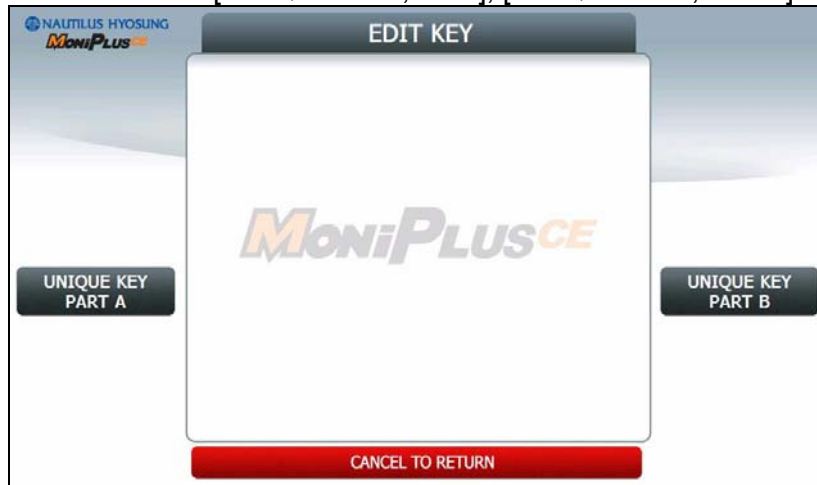 NAUTILUS HYOSUNG
MoniPlus CE
EDIT KEY
MoniPlus CE
UNIQUE KEY
PART A
UNIQUE KEY
PART B
CANCEL TO RETURN